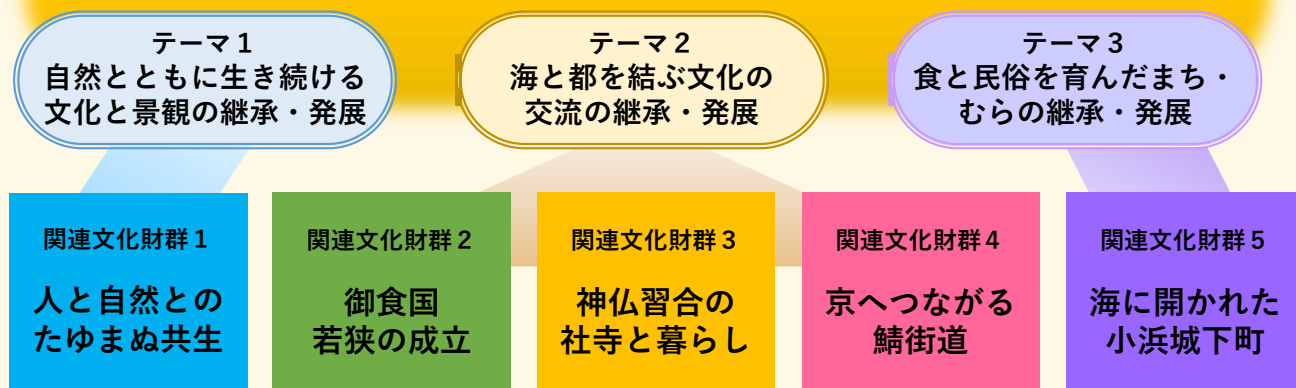 テーマ１
自然とともに生き続ける
文化と景観の継承・発展
テーマ２
海と都を結ぶ文化の
交流の継承・発展
テーマ３
食と民俗を育んだまち・
むらの継承・発展
関連文化財群１
人と自然との
たゆまぬ共生
関連文化財群２
御食国
若狭の成立
関連文化財群３
神仏習合の
社寺と暮らし
関連文化財群４
京へつながる
鯖街道
関連文化財群５
海に開かれた
小浜城下町